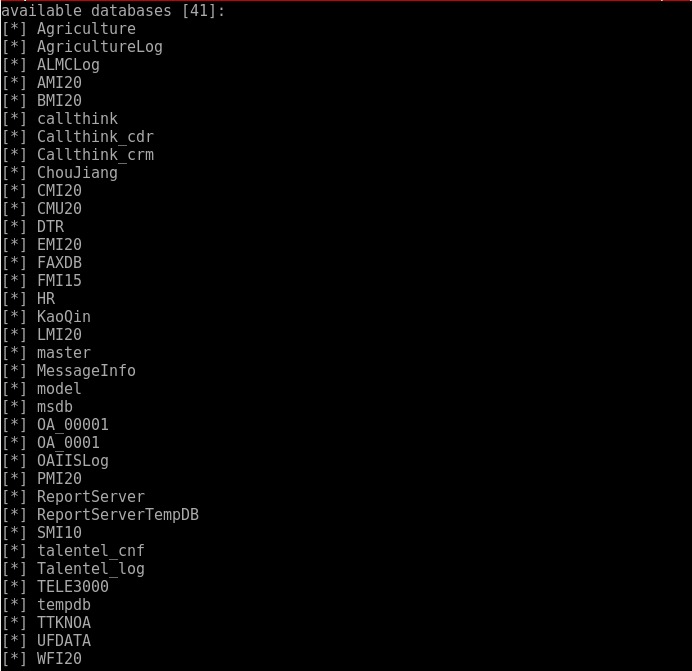 available databases [41]:
[*] Agriculture
[*] AgricultureLog
[*] ALMCLog
[*] AMI20
[*] BMI20
[*] callthink
[*] Callthink_cdr
[*] Callthink_crm
[*] ChouJiang
[*] CMI20
[*] CMU20
[*] DTR
[*] EMI20
[*] FAXDB
[*] FMI15
[*] HR
[*] KaoQin
[*] LMI20
[*] master
[*] MessageInfo
[*] model
[*] msdb
[*] OA_00001
[*] OA_0001
[*] OAIISLog
[*] PMI20
[*] ReportServer
[*] ReportServerTempDB
[*] SMI10
[*] talentel_cnf
[*] Talentel_log
[*] TELE3000
[*] tempdb
[*] TTKNOA
[*] UFDATA
[*] WFI20